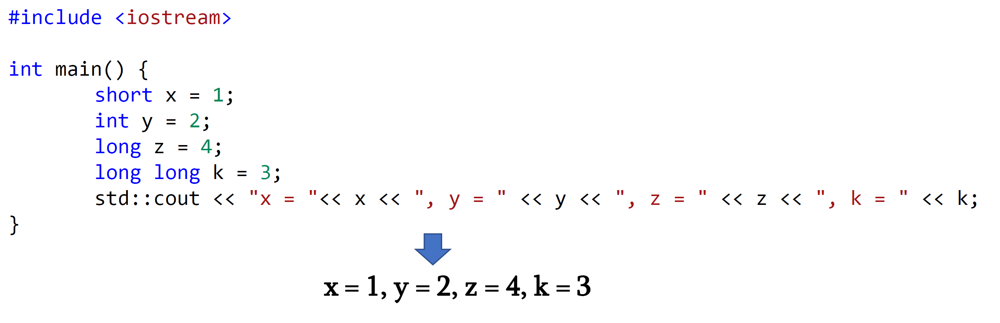 #include <iostream>
int main() {
short x = 1;
int y = 2;
long z = 4;
long long k = 3;
std::cout << "x = "<< x << ", y = " << y << ", z = " << z << ", k = " << k;
}
x = 1, y = 2, z = 4, k = 3